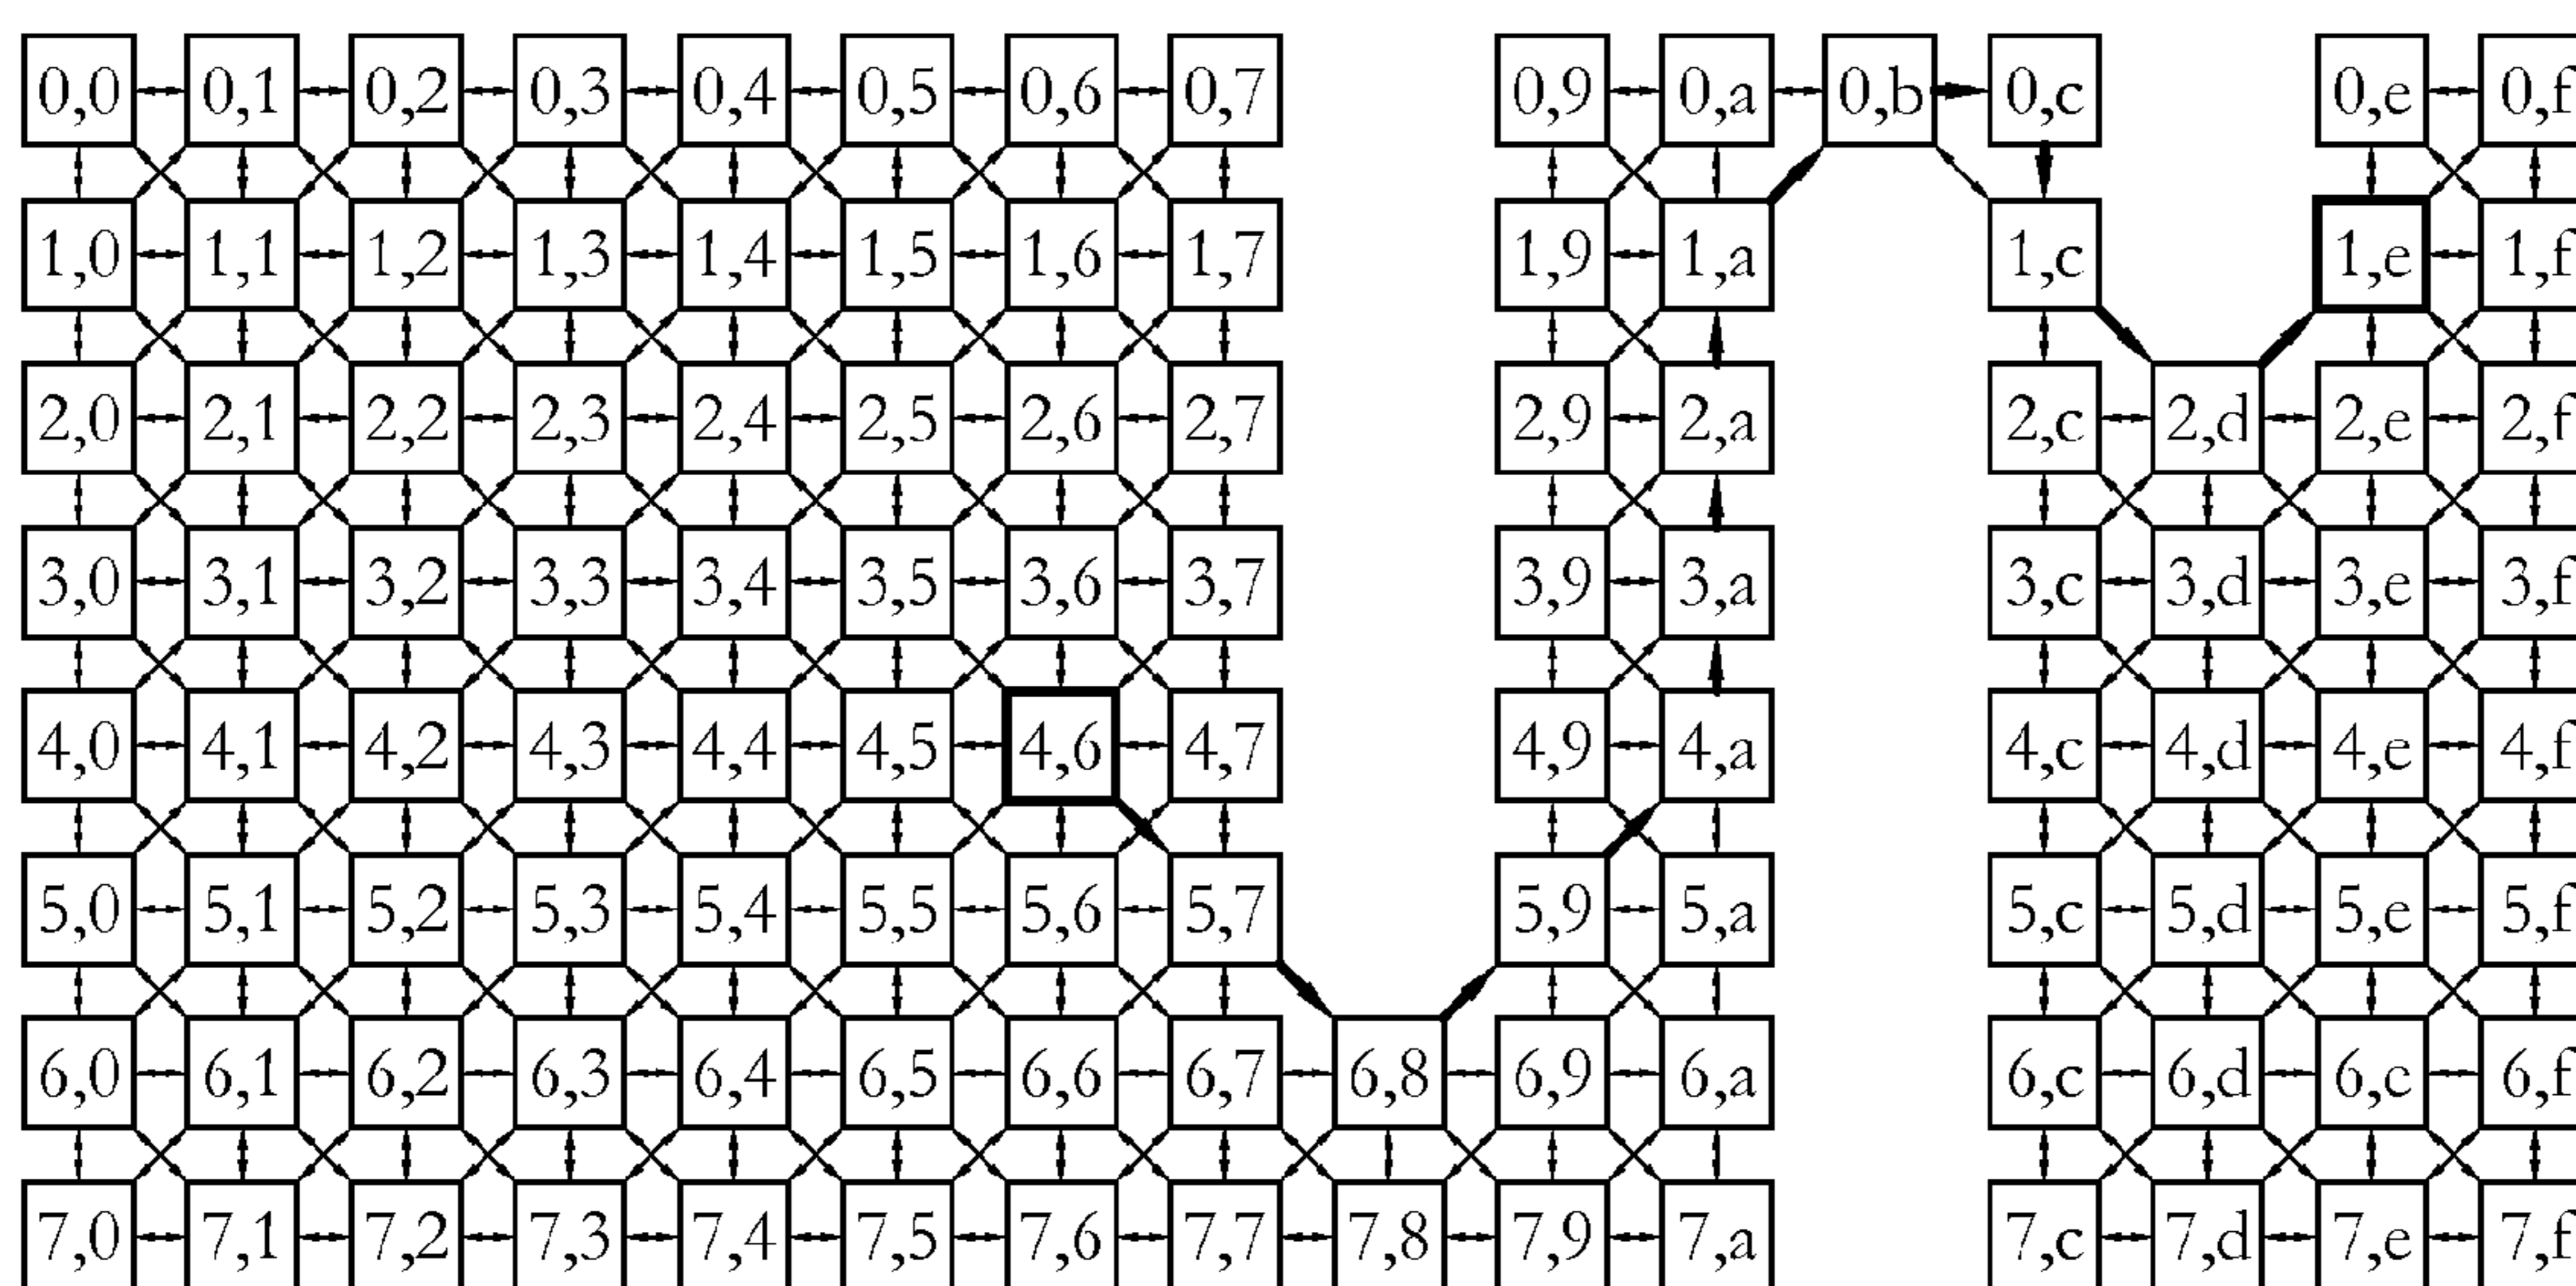 0,0 0,1 0,2 0,3 0,4 0,5 0,6 0,7 0,9 0,a 0,b 0,c 0,e 0,f
1,0 1,1 1,2 1,3 1,4 1,5 1,6 1,7 1,9 1,a 1,c 1,e 1,f
2,0 2,1 2,2 2,3 2,4 2,5 2,6 2,7 2,9 2,a 2,c 2,d 2,e 2,f
3,0 3,1 3,2 3,3 3,4 3,5 3,6 3,7 3,9 3,a 3,c 3,d 3,e 3,f
4,0 4,1 4,2 4,3 4,4 4,5 4,6 4,7 4,9 4,a 4,c 4,d 4,e 4,f
5,0 5,1 5,2 5,3 5,4 5,5 5,6 5,7 5,9 5,a 5,c 5,d 5,e 5,f
6,0 6,1 6,2 6,3 6,4 6,5 6,6 6,7 6,8 6,9 6,a 6,c 6,d 6,e 6,f
7,0 7,1 7,2 7,3 7,4 7,5 7,6 7,7 7,8 7,9 7,a 7,c 7,d 7,e 7,f